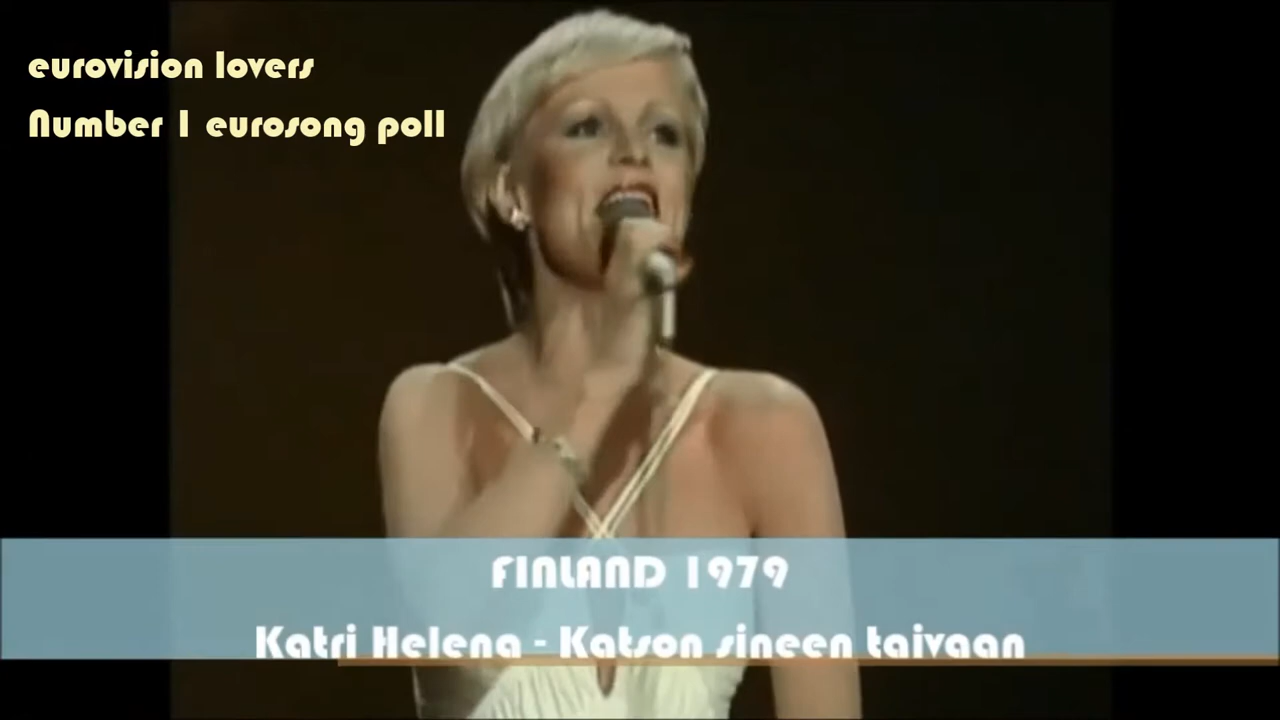 eurovision lovers
Number 1 eurosong poll
FINLAND 1979
Katri Helena - Katson sineen taivaan